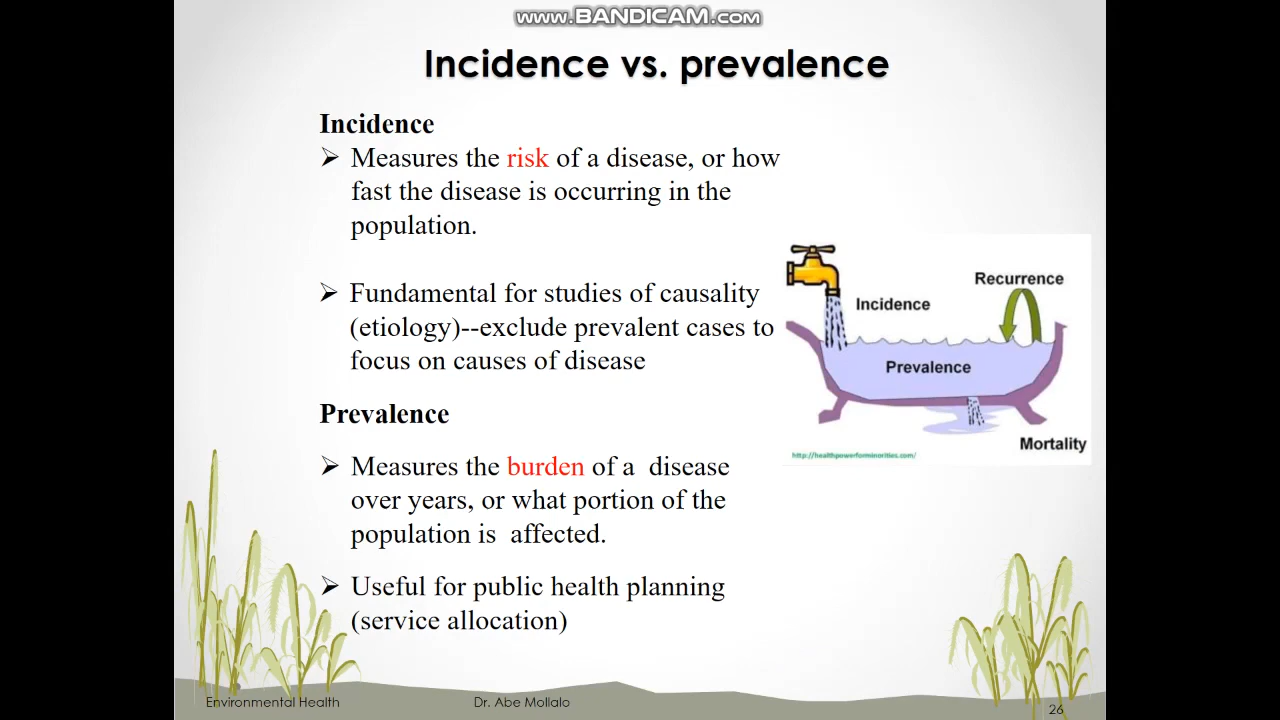 www.BANDICAM.com
Incidence vs. prevalence
Incidence
Measures the risk of a disease, or how
fast the disease is occurring in the
population.
Fundamental for studies of causality
(etiology)--exclude prevalent cases to
focus on causes of disease
Prevalence
Measures the burden of a disease
over years, or what portion of the
population is affected.
Useful for public health planning
(service allocation)
Recurrence
Incidence
Prevalence
Mortality
http://healthpowerforminorities.com/
Environmental Health
Dr. Abe Mollalo
26